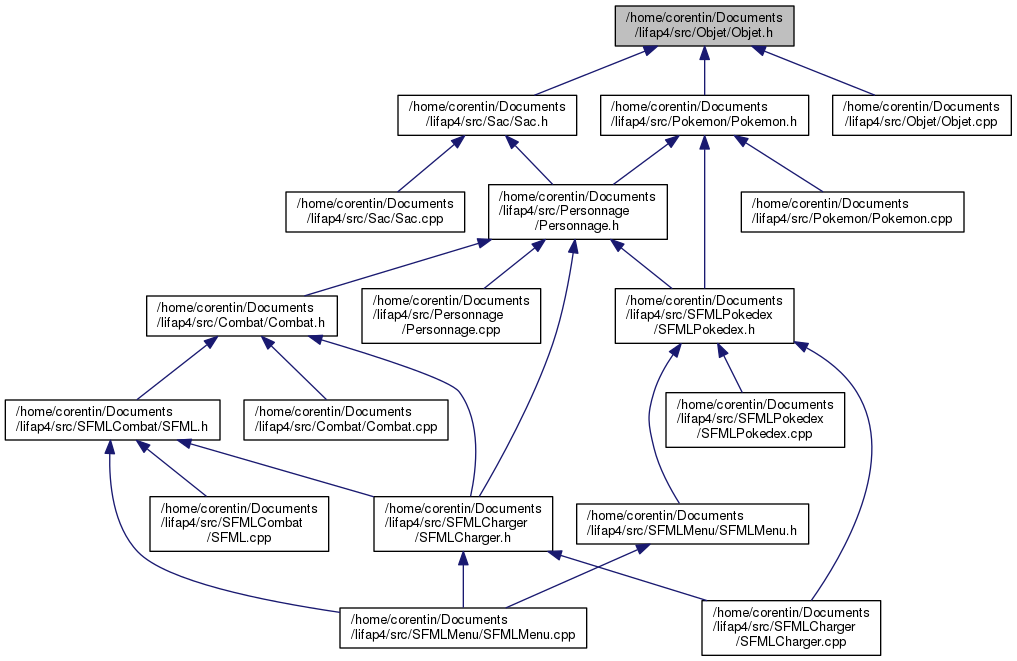 /home/corentin/Documents
/lifap4/src/Objet/Objet.h
/home/corentin/Documents
/lifap4/src/Sac/Sac.h
/home/corentin/Documents
/lifap4/src/Pokemon/Pokemon.h
/home/corentin/Documents
/lifap4/src/Objet/Objet.cpp
/home/corentin/Documents
/lifap4/src/Sac/Sac.cpp
/home/corentin/Documents
/lifap4/src/Personnage
/Personnage.h
/home/corentin/Documents
/lifap4/src/Pokemon/Pokemon.cpp
/home/corentin/Documents
/lifap4/src/Combat/Combat.h
/home/corentin/Documents
/lifap4/src/Personnage
/Personnage.cpp
/home/corentin/Documents
/lifap4/src/SFMLPokedex
/SFMLPokedex.h
/home/corentin/Documents
/lifap4/src/SFMLCombat/SFML.h
/home/corentin/Documents
/lifap4/src/Combat/Combat.cpp
/home/corentin/Documents
/lifap4/src/SFMLPokedex
/SFMLPokedex.cpp
/home/corentin/Documents
/lifap4/src/SFMLCombat
/SFML.cpp
/home/corentin/Documents
/lifap4/src/SFMLCharger
/SFMLCharger.h
/home/corentin/Documents
/lifap4/src/SFMLMenu/SFMLMenu.h
/home/corentin/Documents
/lifap4/src/SFMLMenu/SFMLMenu.cpp
/home/corentin/Documents
/lifap4/src/SFMLCharger
/SFMLCharger.cpp